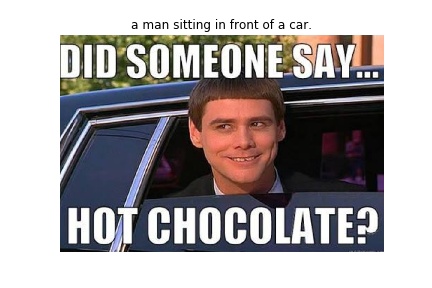 a man sitting in front of a car.
DID SOMEONE SAY...
HOT CHOCOLATE?